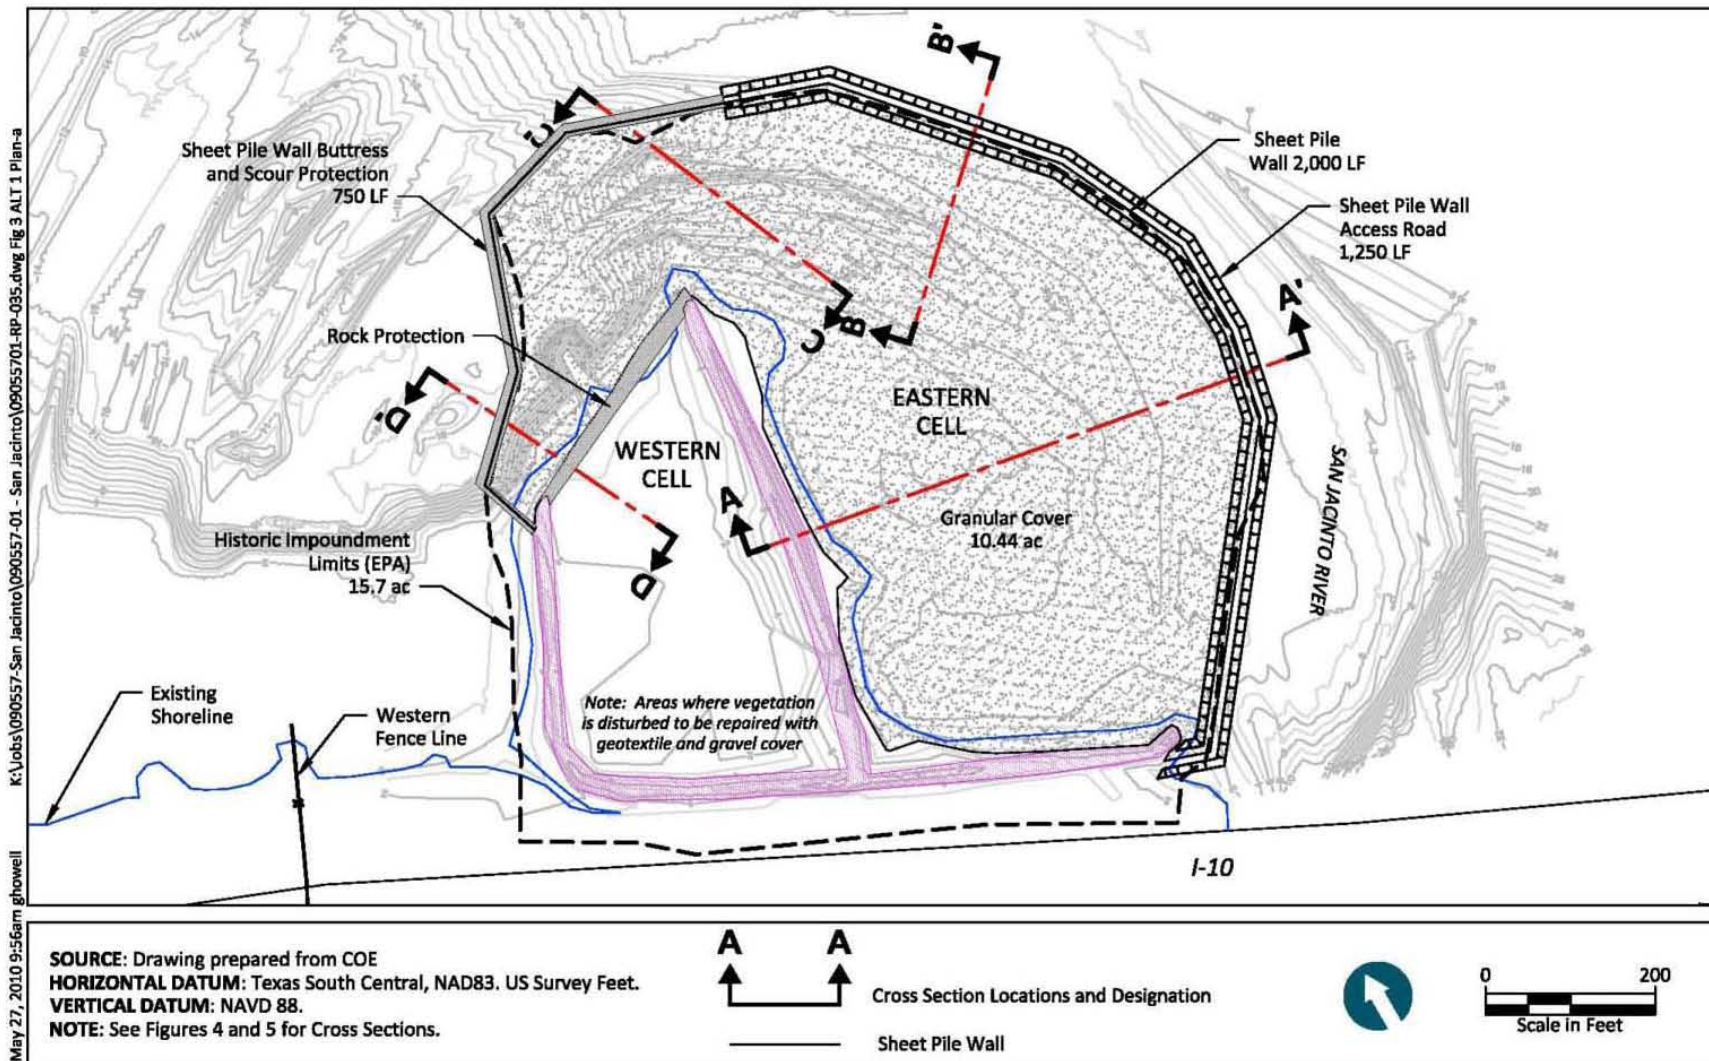 K:\Jobs\090557-San Jacinto\090557-01 - San Jacinto\09055701-RP-035.dwg Fig 3 ALT 1 Plan-a
May 27, 2010 9:56am ghowell
B'
C'
Sheet Pile Wall Buttress
and Scour Protection
750 LF
Sheet Pile
Wall 2,000 LF
Sheet Pile Wall
Access Road
1,250 LF
A'
Rock Protection
C
B
D'
EASTERN
CELL
WESTERN
CELL
A
SAN JACINTO RIVER
Granular Cover
10.44 ac
Historic Impoundment
Limits (EPA)
15.7 ac
D
Existing
Shoreline
Western
Fence Line
Note: Areas where vegetation
is disturbed to be repaired with
geotextile and gravel cover
I-10
SOURCE: Drawing prepared from COE
HORIZONTAL DATUM: Texas South Central, NAD83. US Survey Feet.
VERTICAL DATUM: NAVD 88.
NOTE: See Figures 4 and 5 for Cross Sections.
A A
Cross Section Locations and Designation
Sheet Pile Wall
0 200
Scale in Feet